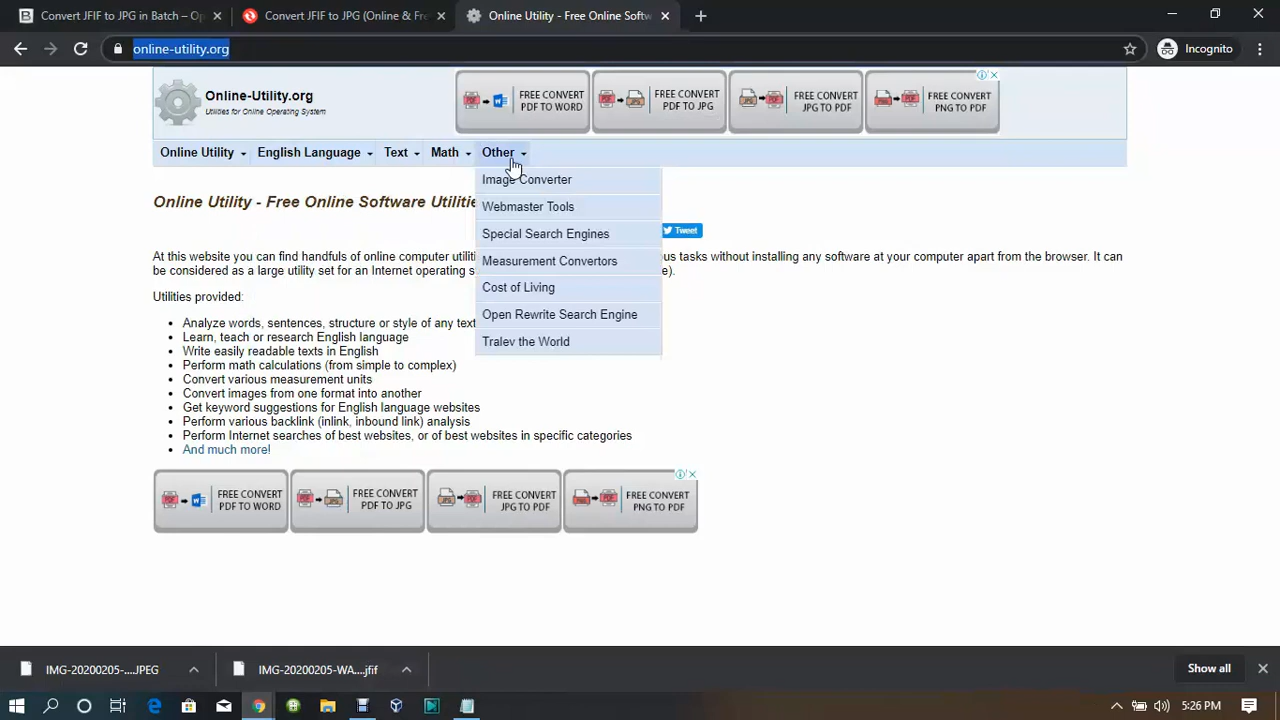 Convert JFIF to JPG in Batch – Op
Convert JFIF to JPG (Online & Fre
Online Utility - Free Online Softw
online-utility.org
Incognito
Online-Utility.org
Utilities for Online Operating System
FREE CONVERT
PDF TO WORD
FREE CONVERT
PDF TO JPG
FREE CONVERT
JPG TO PDF
FREE CONVERT
PNG TO PDF
Online Utility
English Language
Text
Math
Other
Image Converter
Webmaster Tools
Special Search Engines
Measurement Convertors
Cost of Living
Open Rewrite Search Engine
Tralev the World
Online Utility - Free Online Software Utilitie
Tweet
At this website you can find handfuls of online computer utiliti
us tasks without installing any software at your computer apart from the browser. It can
be considered as a large utility set for an Internet operating s
e).
Utilities provided:
Analyze words, sentences, structure or style of any text
Learn, teach or research English language
Write easily readable texts in English
Perform math calculations (from simple to complex)
Convert various measurement units
Convert images from one format into another
Get keyword suggestions for English language websites
Perform various backlink (inlink, inbound link) analysis
Perform Internet searches of best websites, or of best websites in specific categories
And much more!
FREE CONVERT
PDF TO WORD
FREE CONVERT
PDF TO JPG
FREE CONVERT
JPG TO PDF
FREE CONVERT
PNG TO PDF
IMG-20200205-....JPEG
IMG-20200205-WA....jfif
Show all
5:26 PM